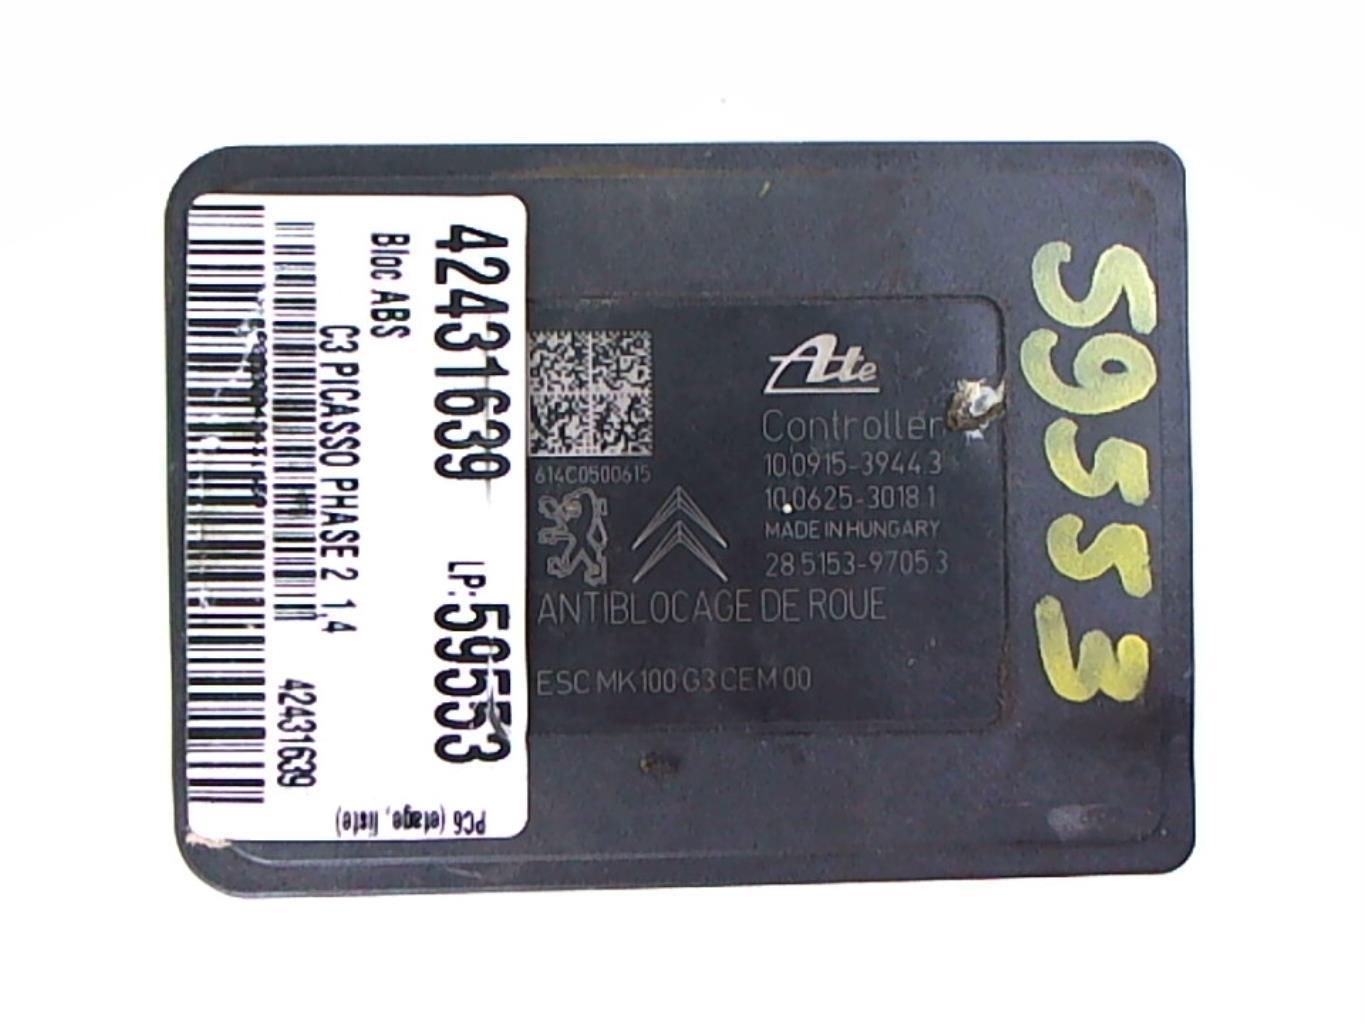 42431639 LP: 59553
Bloc ABS
C3 PICASSO PHASE 2 1,4
42431639
PC6 (etage, liste)
614C0500615
Ate
Controller
10.0915-3944.3
10.0625-3018.1
MADE IN HUNGARY
28.5153-9705.3
ANTIBLOCAGE DE ROUE
ESC MK100 G3 CEM 00
59553